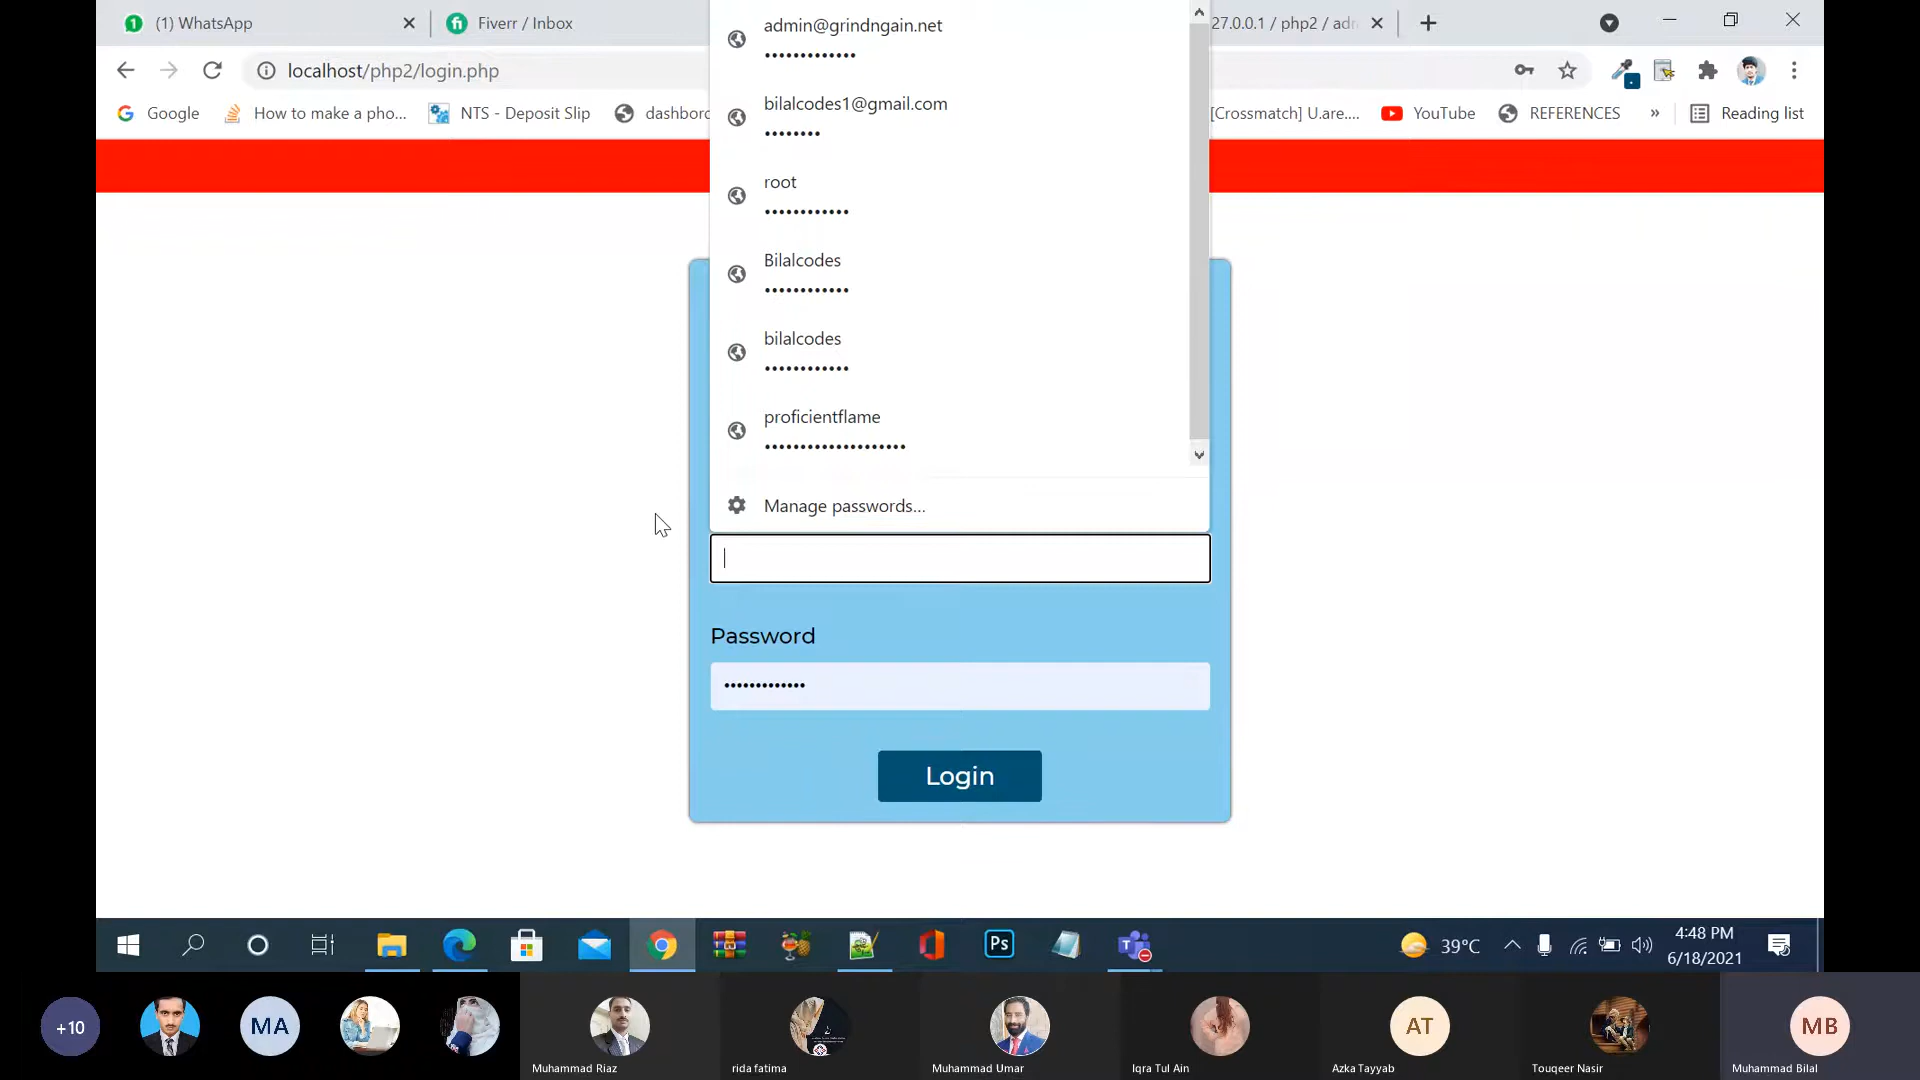 (1) WhatsApp
Fiverr / Inbox
27.0.0.1 / php2 / adr
localhost/php2/login.php
Google
How to make a pho...
NTS - Deposit Slip
dashbord
[Crossmatch] U.are....
YouTube
REFERENCES
»
Reading list
admin@grindngain.net
•••••••••••••
bilalcodes1@gmail.com
••••••••
root
••••••••••••
Bilalcodes
••••••••••••
bilalcodes
••••••••••••
proficientflame
••••••••••••••••••••
Manage passwords...
Password
•••••••••••••
Login
Ps
39°C
4:48 PM
6/18/2021
+10
MA
AT
MB
Muhammad Riaz
rida fatima
Muhammad Umar
Iqra Tul Ain
Azka Tayyab
Touqeer Nasir
Muhammad Bilal